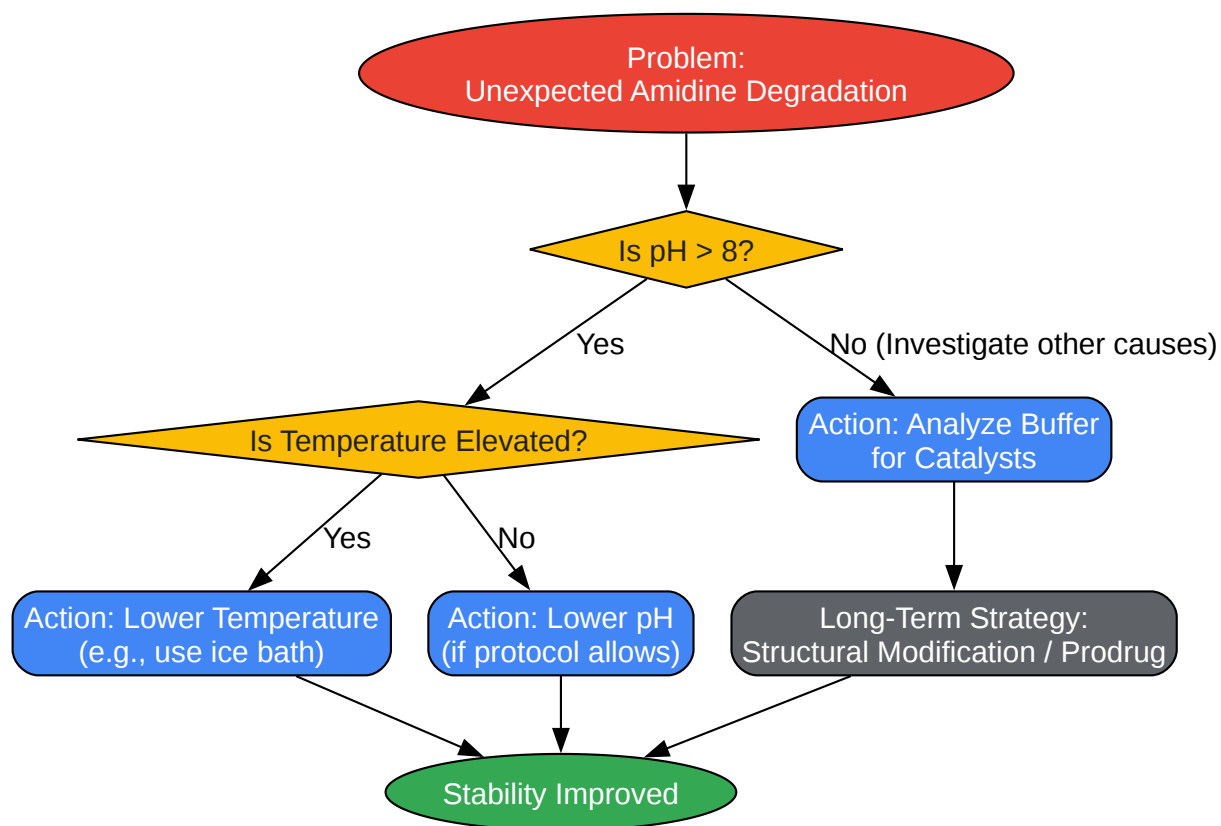 Problem:
Unexpected Amidine Degradation
Is pH > 8?
Yes
No (Investigate other causes)
Is Temperature Elevated?
Action: Analyze Buffer
for Catalysts
Yes
No
Action: Lower Temperature
(e.g., use ice bath)
Action: Lower pH
(if protocol allows)
Long-Term Strategy:
Structural Modification / Prodrug
Stability Improved